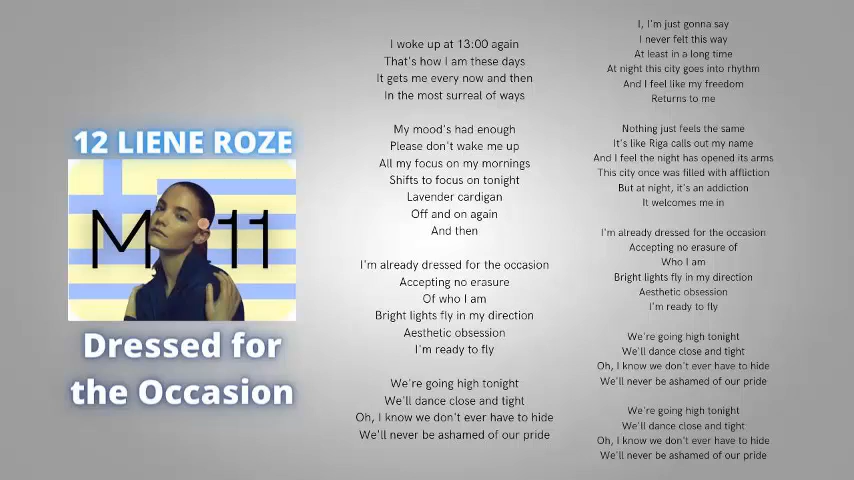 12 LIENE ROZE
M 11
Dressed for
the Occasion
I woke up at 13:00 again
That's how I am these days
It gets me every now and then
In the most surreal of ways
My mood's had enough
Please don't wake me up
All my focus on my mornings
Shifts to focus on tonight
Lavender cardigan
Off and on again
And then
I'm already dressed for the occasion
Accepting no erasure
Of who I am
Bright lights fly in my direction
Aesthetic obsession
I'm ready to fly
We're going high tonight
We'll dance close and tight
Oh, I know we don't ever have to hide
We'll never be ashamed of our pride
I, I'm just gonna say
I never felt this way
At least in a long time
At night this city goes into rhythm
And I feel like my freedom
Returns to me
Nothing just feels the same
It's like Riga calls out my name
And I feel the night has opened its arms
This city once was filled with affliction
But at night, it's an addiction
It welcomes me in
I'm already dressed for the occasion
Accepting no erasure of
Who I am
Bright lights fly in my direction
Aesthetic obsession
I'm ready to fly
We're going high tonight
We'll dance close and tight
Oh, I know we don't ever have to hide
We'll never be ashamed of our pride
We're going high tonight
We'll dance close and tight
Oh, I know we don't ever have to hide
We'll never be ashamed of our pride